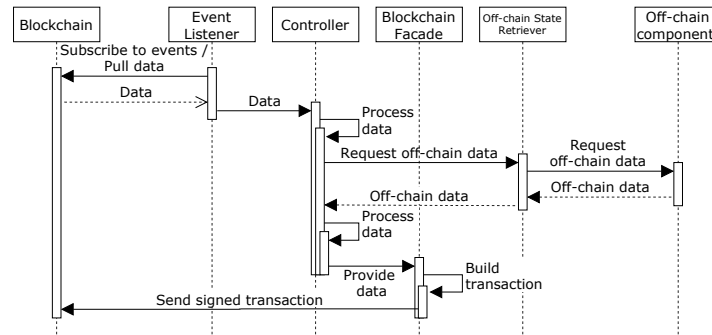 Blockchain
Event
Listener
Controller
Blockchain
Facade
Off-chain State
Retriever
Off-chain
component
Subscribe to events /
Pull data
Data
Data
Process
data
Request off-chain data
Request
off-chain data
Off-chain data
Off-chain data
Process
data
Provide
data
Build
transaction
Send signed transaction